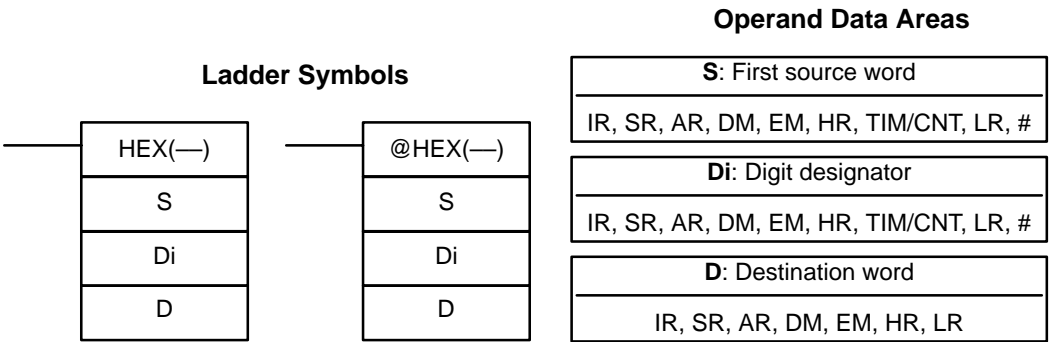 Operand Data Areas
Ladder Symbols
S: First source word
IR, SR, AR, DM, EM, HR, TIM/CNT, LR, #
HEX(––)
@HEX(––)
Di: Digit designator
S
S
IR, SR, AR, DM, EM, HR, TIM/CNT, LR, #
Di
Di
D: Destination word
D
D
IR, SR, AR, DM, EM, HR, LR